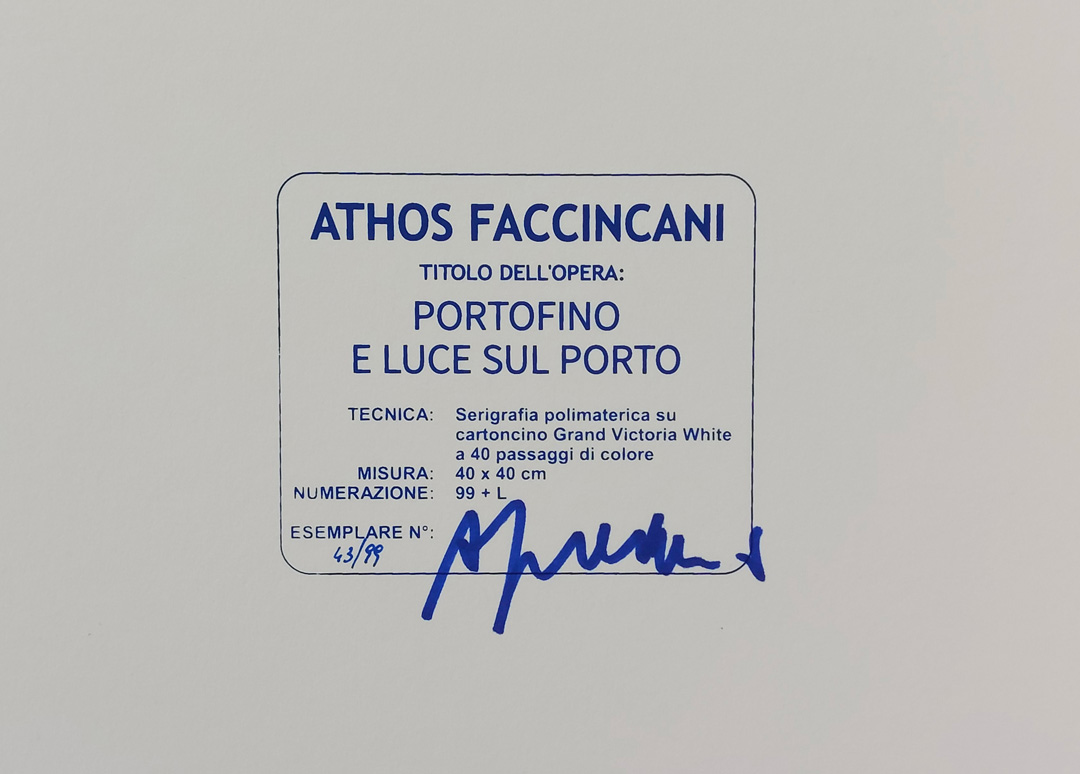 ATHOS FACCINCANI
TITOLO DELL'OPERA:
PORTOFINO
E LUCE SUL PORTO
TECNICA: Serigrafia polimaterica su
cartoncino Grand Victoria White
a 40 passaggi di colore
MISURA: 40 x 40 cm
NUMERAZIONE: 99 + L
ESEMPLARE N°:
43/99